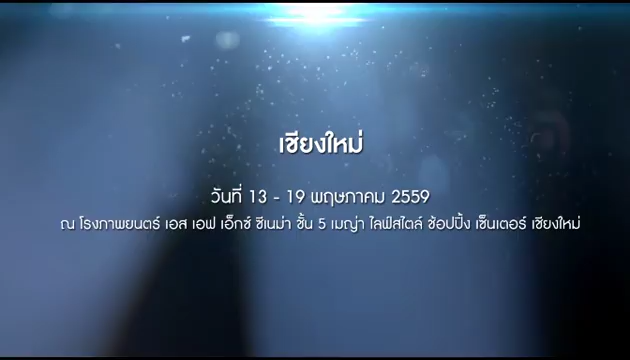 เชียงใหม่
วันที่ 13 - 19 พฤษภาคม 2559
ณ โรงภาพยนตร์ เอส เอฟ เอ็กซ์ ซีเนม่า ชั้น 5 เมญ่า ไลฟ์สไตล์ ช้อปปิ้ง เซ็นเตอร์ เชียงใหม่